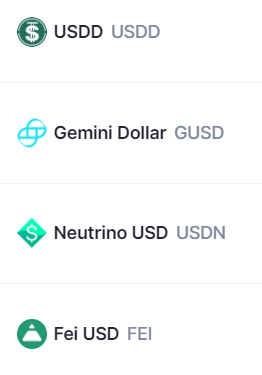 USDD USDD
Gemini Dollar GUSD
Neutrino USD USDN
Fei USD FEI